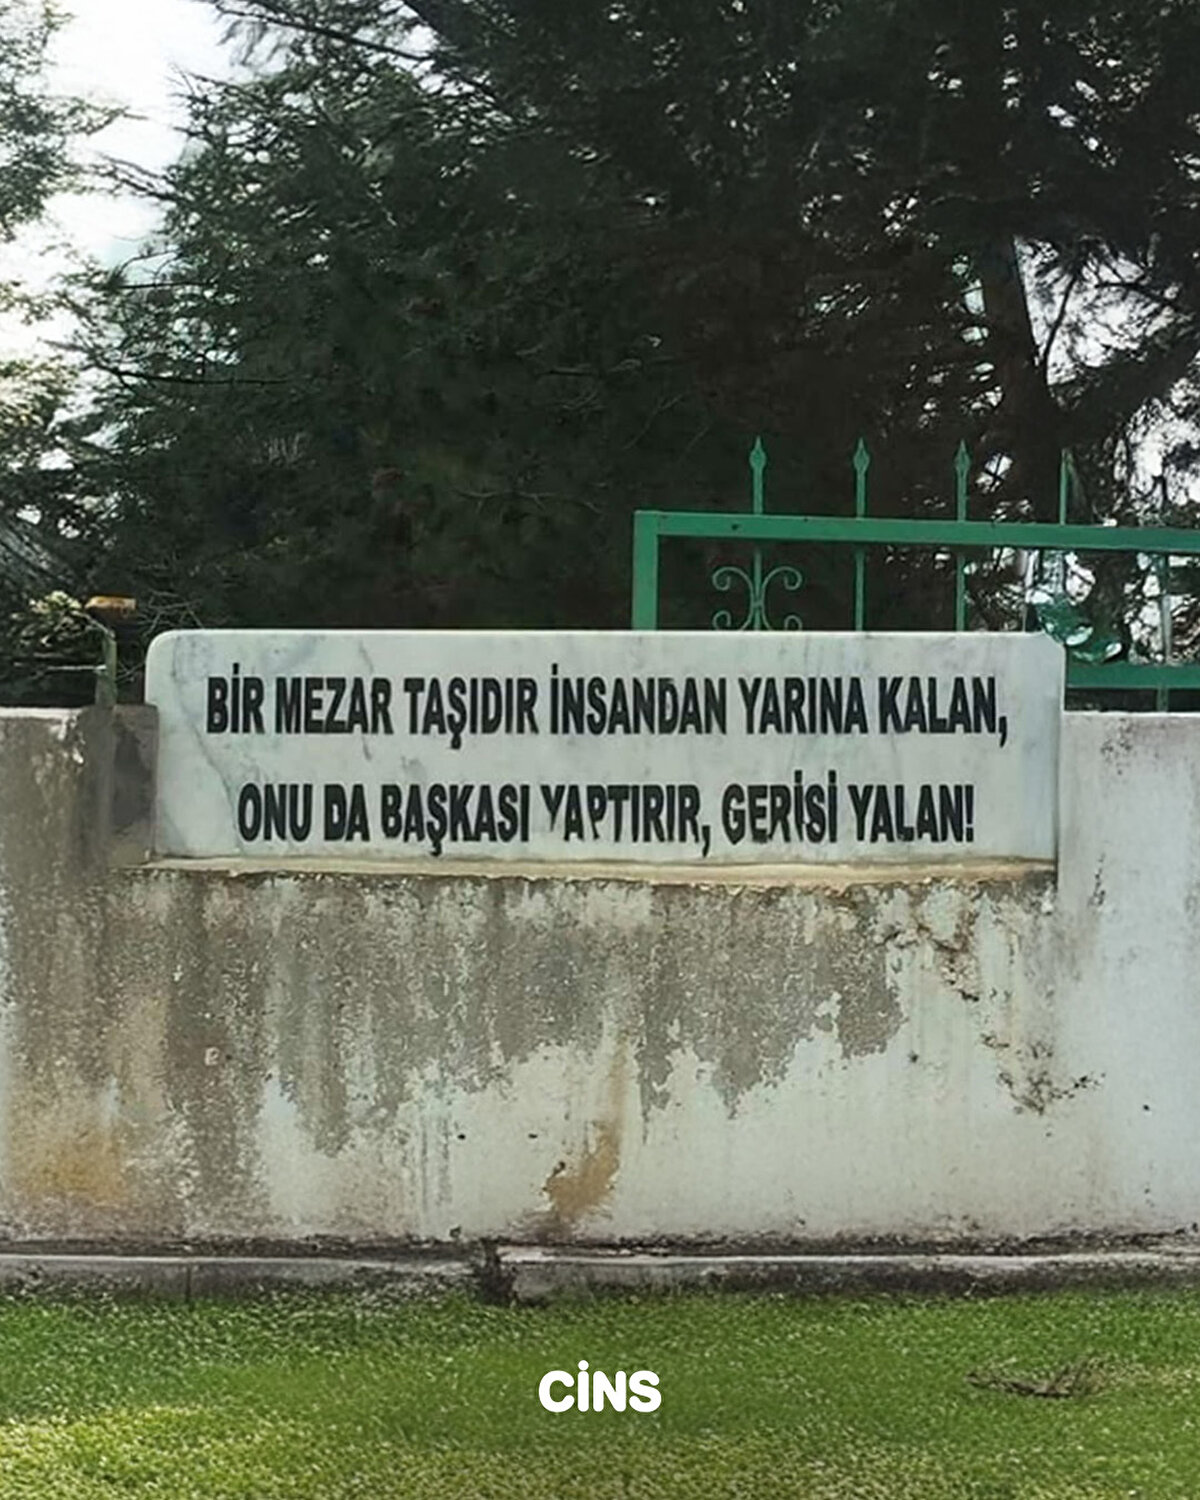 BİR MEZAR TAŞIDIR İNSANDAN YARINA KALAN,
ONU DA BAŞKASI YAPTIRIR, GERİSİ YALAN!
CİNS